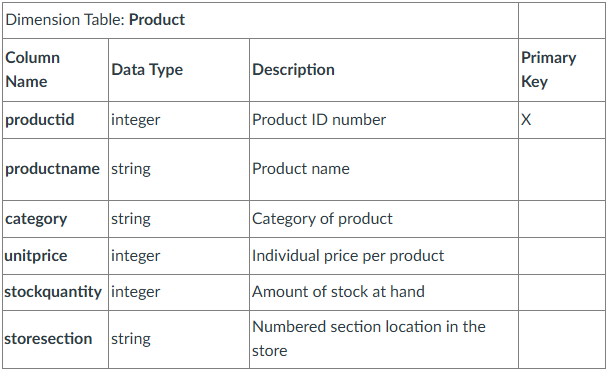 Dimension Table: Product
Column Name Data Type Description Primary Key
productid integer Product ID number X
productname string Product name
category string Category of product
unitprice integer Individual price per product
stockquantity integer Amount of stock at hand
storesection string Numbered section location in the store